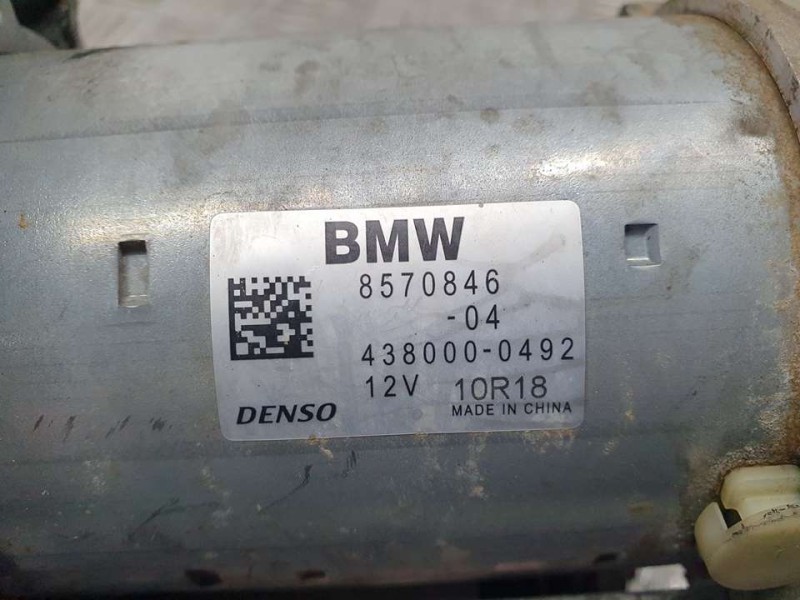 BMW
8570846
-04
438000-0492
12V 10R18
DENSO MADE IN CHINA